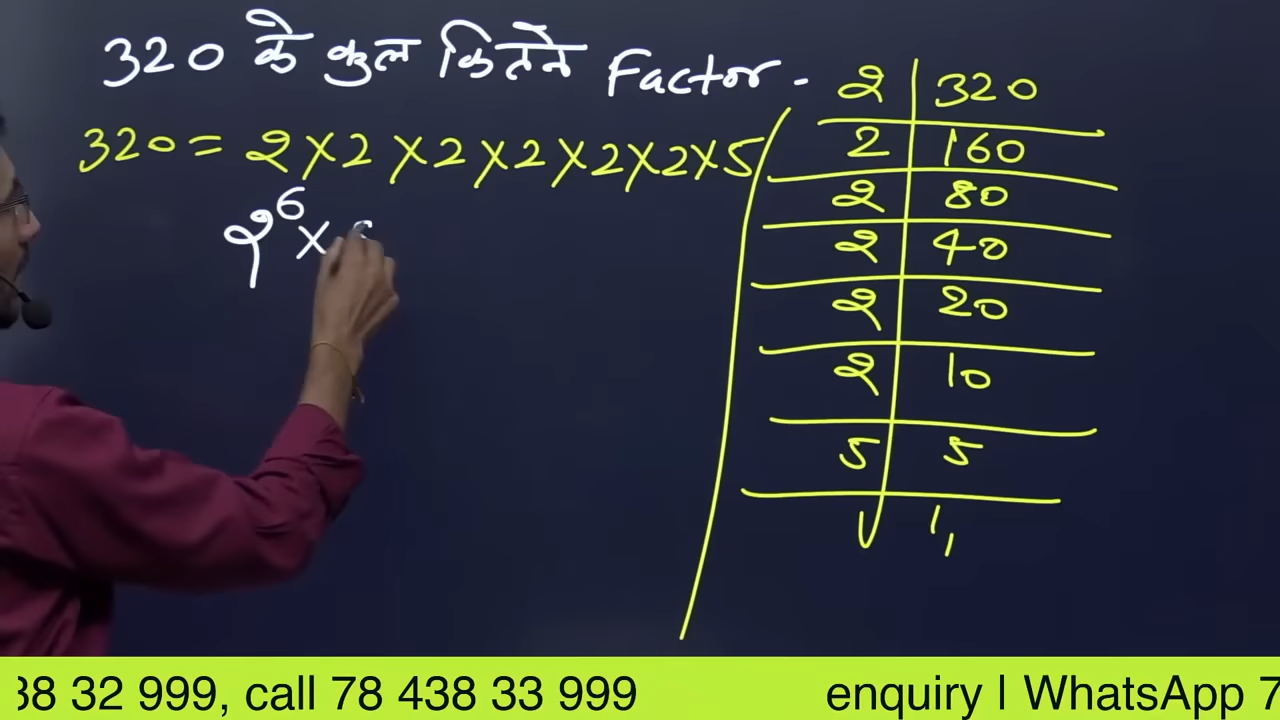 320 के कुल कितने Factor -
320 = 2 × 2 × 2 × 2 × 2 × 2 × 5
2⁶ ×
2 | 320
2 | 160
2 | 80
2 | 40
2 | 20
2 | 10
5 | 5
1,
38 32 999, call 78 438 33 999 enquiry | WhatsApp 7